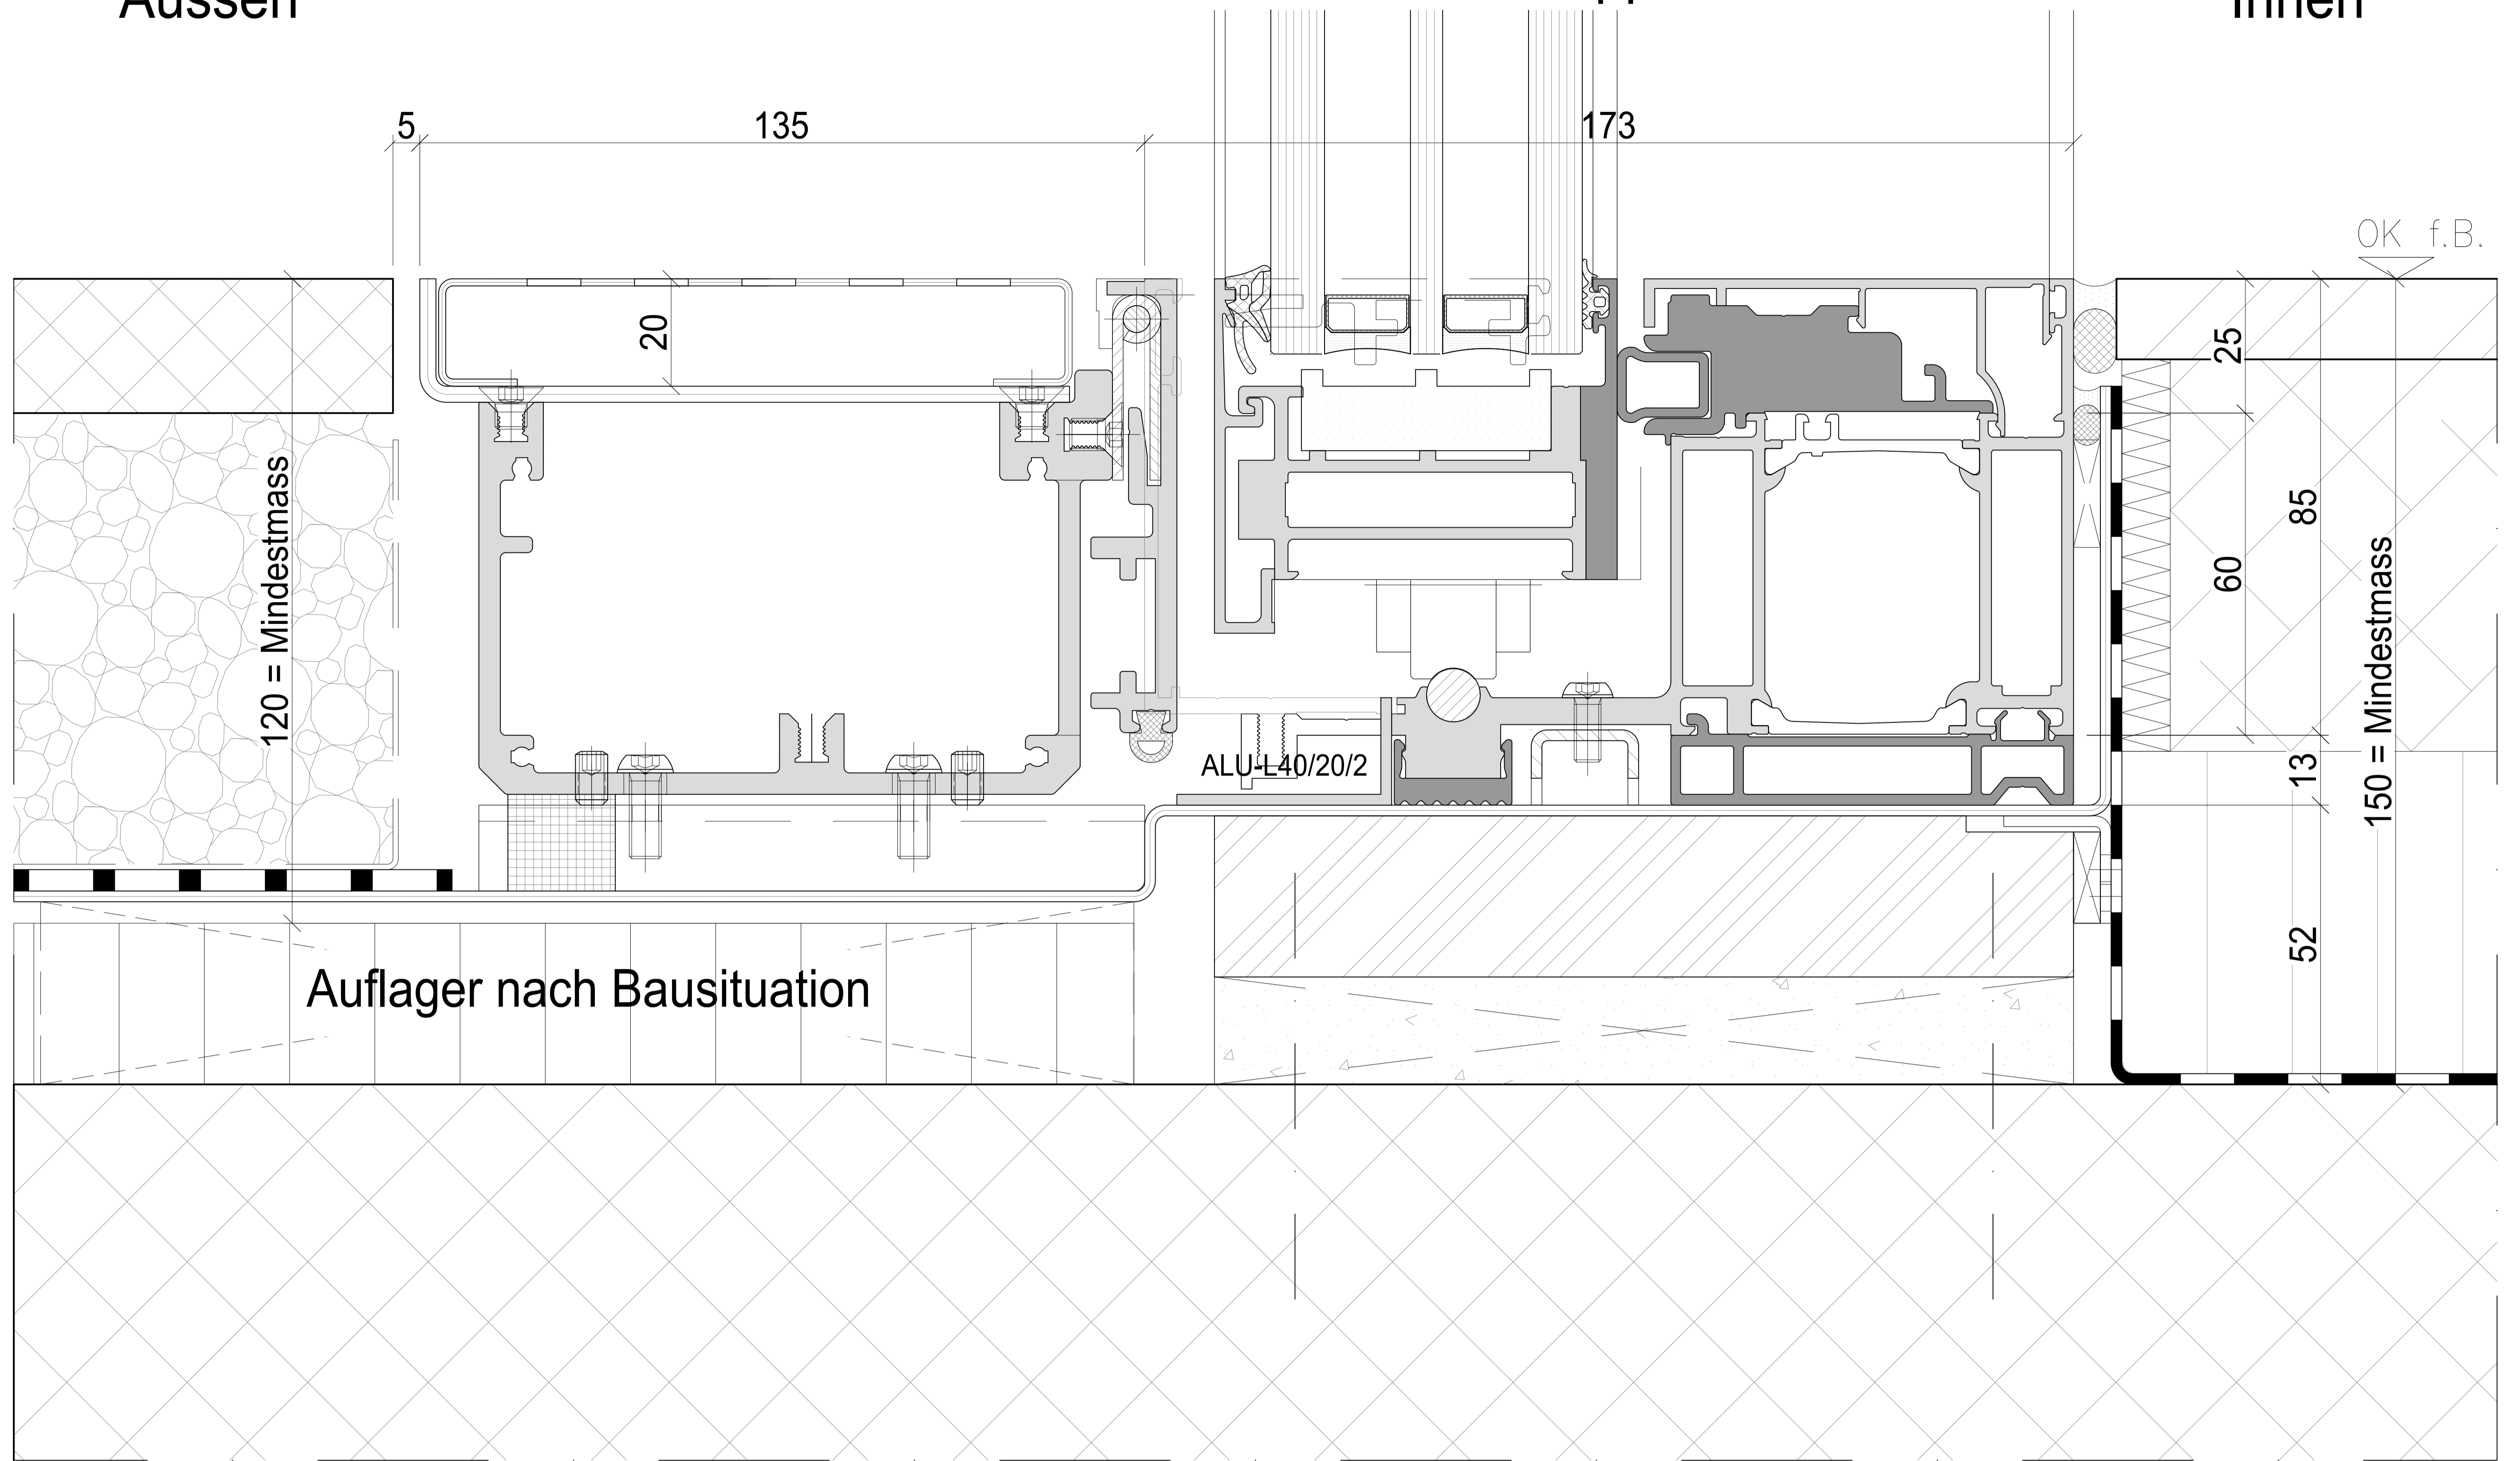 Aussen
Innen
5
135
173
OK f.B.
20
25
120 = Mindestmass
85
60
150 = Mindestmass
ALU-L40/20/2
13
52
Auflager nach Bausituation